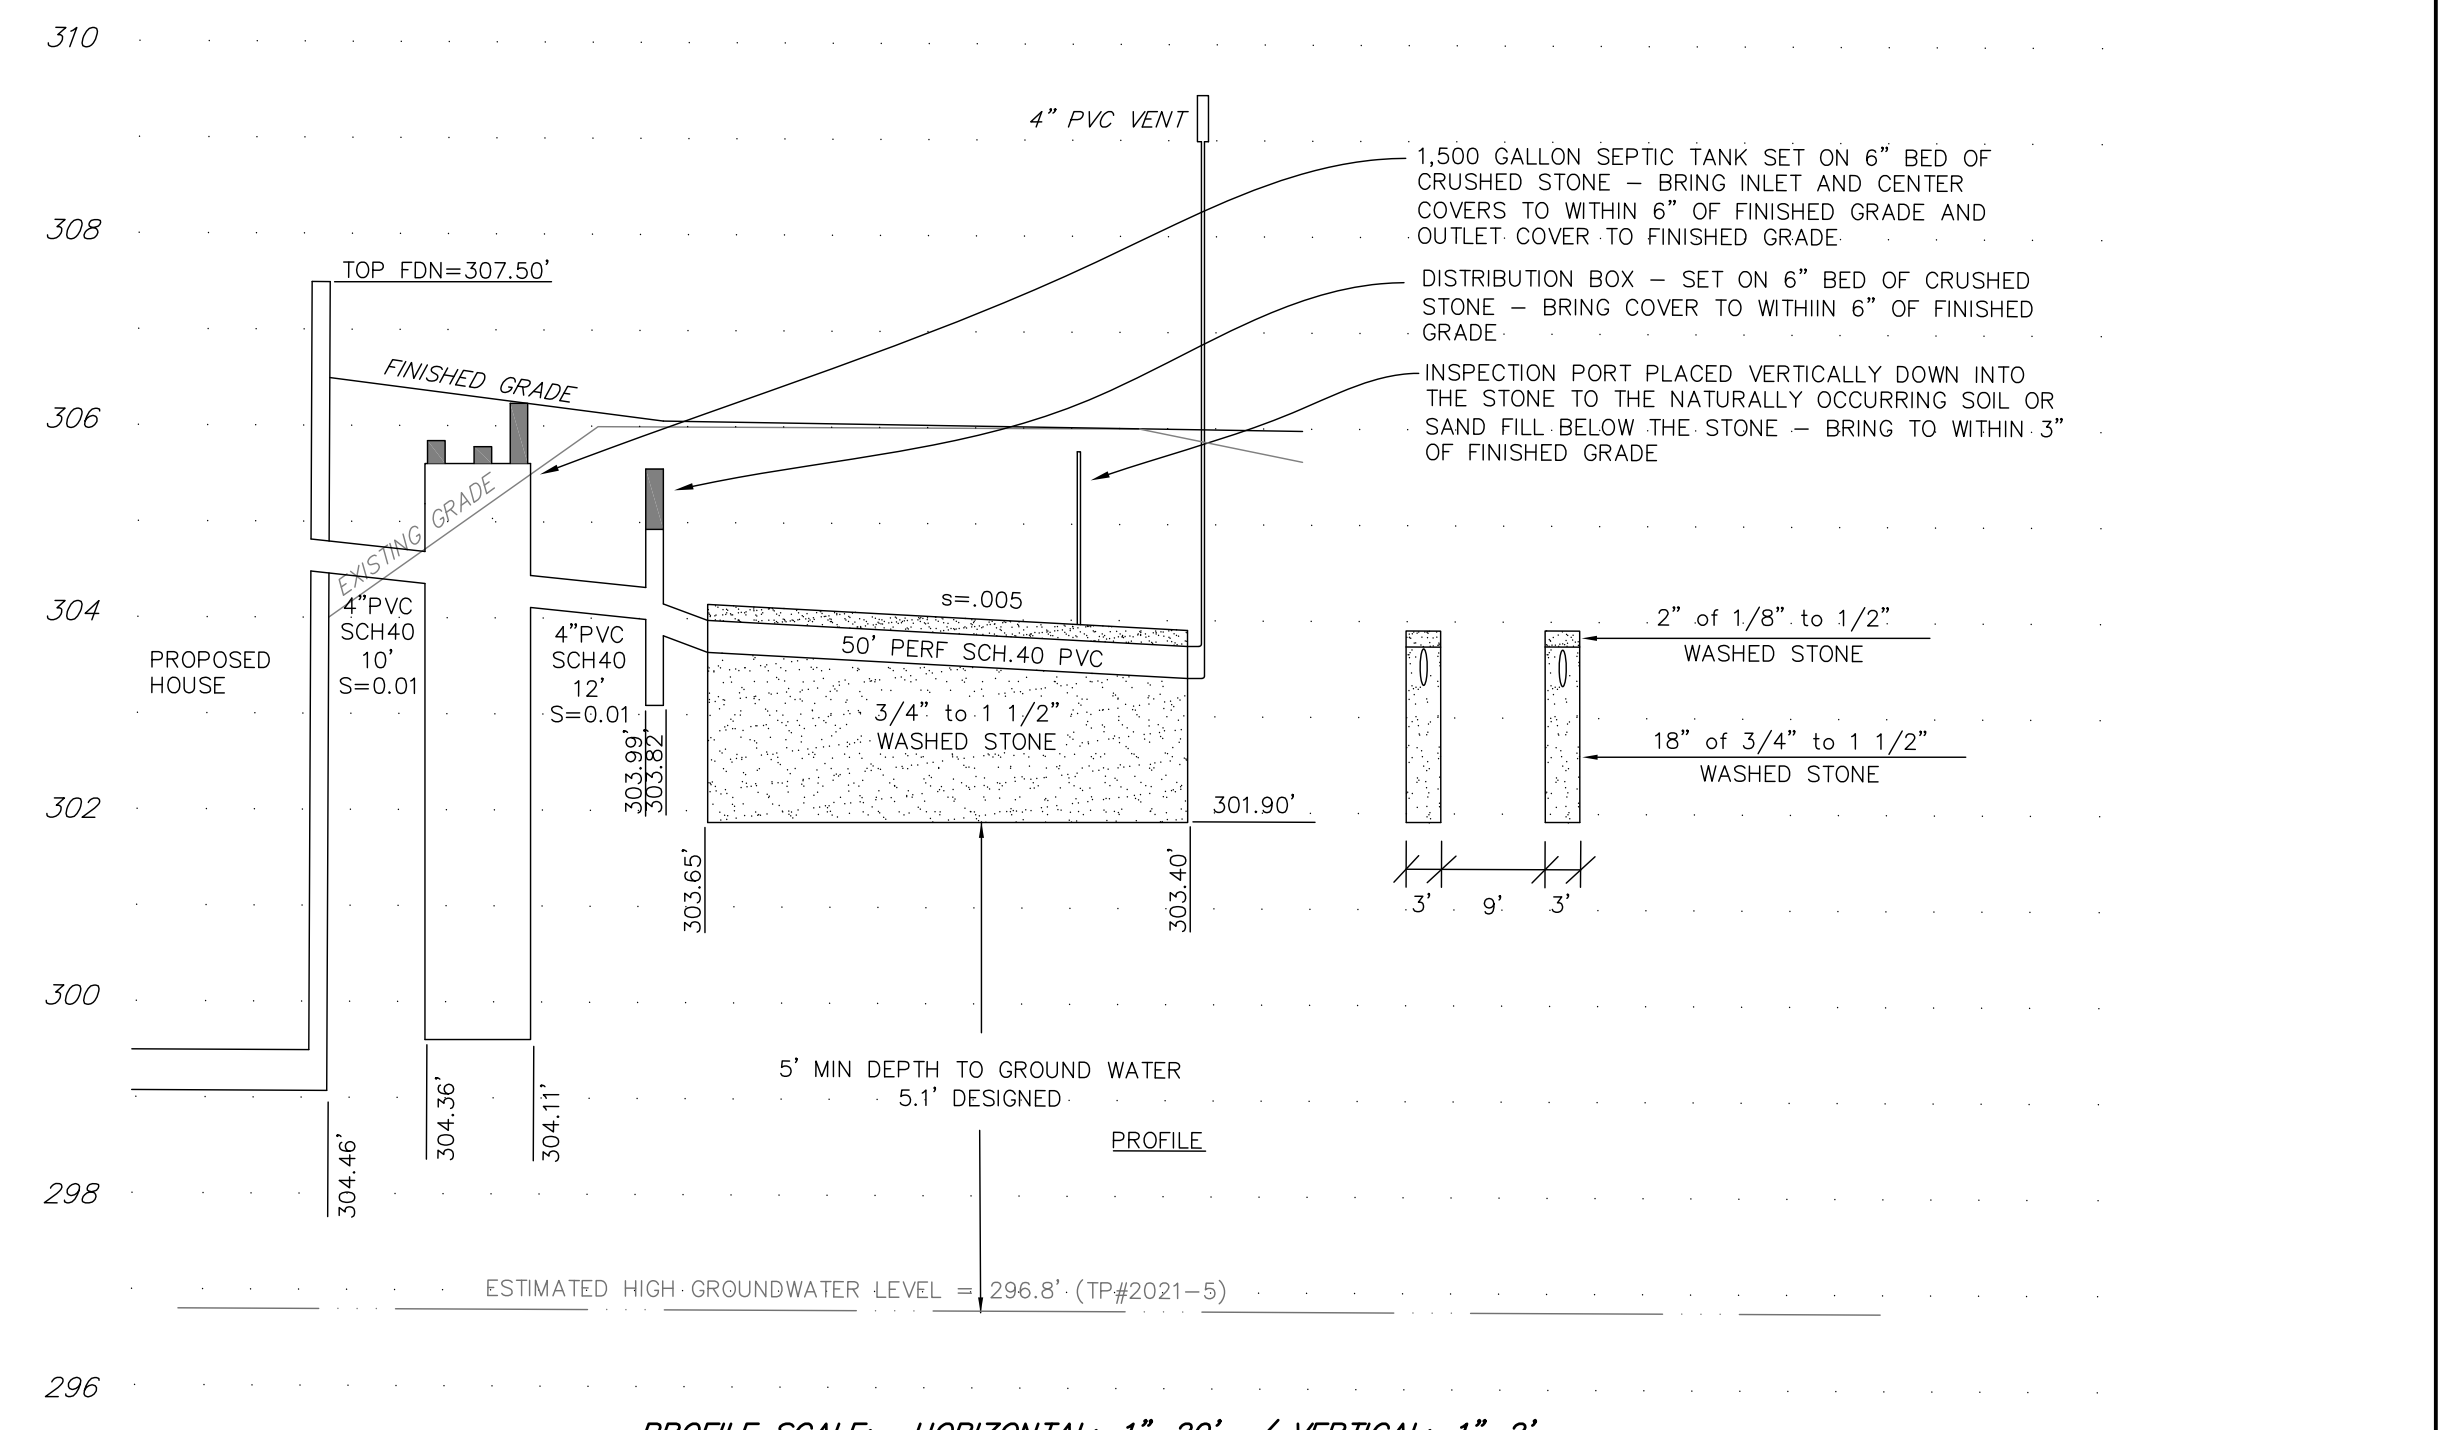 310
308
306
304
302
300
298
296
4” PVC VENT
1,500 GALLON SEPTIC TANK SET ON 6” BED OF
CRUSHED STONE – BRING INLET AND CENTER
COVERS TO WITHIN 6” OF FINISHED GRADE AND
OUTLET COVER TO FINISHED GRADE
DISTRIBUTION BOX – SET ON 6” BED OF CRUSHED
STONE – BRING COVER TO WITHIIN 6” OF FINISHED
GRADE
INSPECTION PORT PLACED VERTICALLY DOWN INTO
THE STONE TO THE NATURALLY OCCURRING SOIL OR
SAND FILL BELOW THE STONE – BRING TO WITHIN 3”
OF FINISHED GRADE
TOP FDN=307.50’
FINISHED GRADE
EXISTING GRADE
PROPOSED
HOUSE
4”PVC
SCH40
10’
S=0.01
4”PVC
SCH40
12’
S=0.01
s=.005
50’ PERF SCH.40 PVC
3/4” to 1 1/2”
WASHED STONE
2” of 1/8” to 1/2”
WASHED STONE
18” of 3/4” to 1 1/2”
WASHED STONE
303.99’
303.82’
301.90’
303.65’
303.40’
3’
9’
3’
304.46’
304.36’
304.11’
5’ MIN DEPTH TO GROUND WATER
5.1’ DESIGNED
PROFILE
ESTIMATED HIGH GROUNDWATER LEVEL = 296.8’ (TP#2021–5)
PROFILE SCALE: HORIZONTAL: 1”=20’ / VERTICAL: 1”=2’